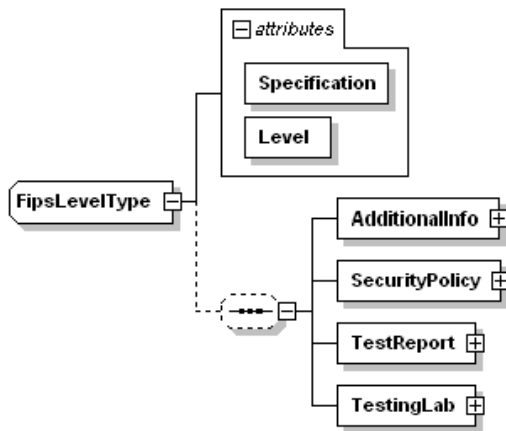 attributes
Specification
Level
FipsLevelType
AdditionalInfo
SecurityPolicy
TestReport
TestingLab